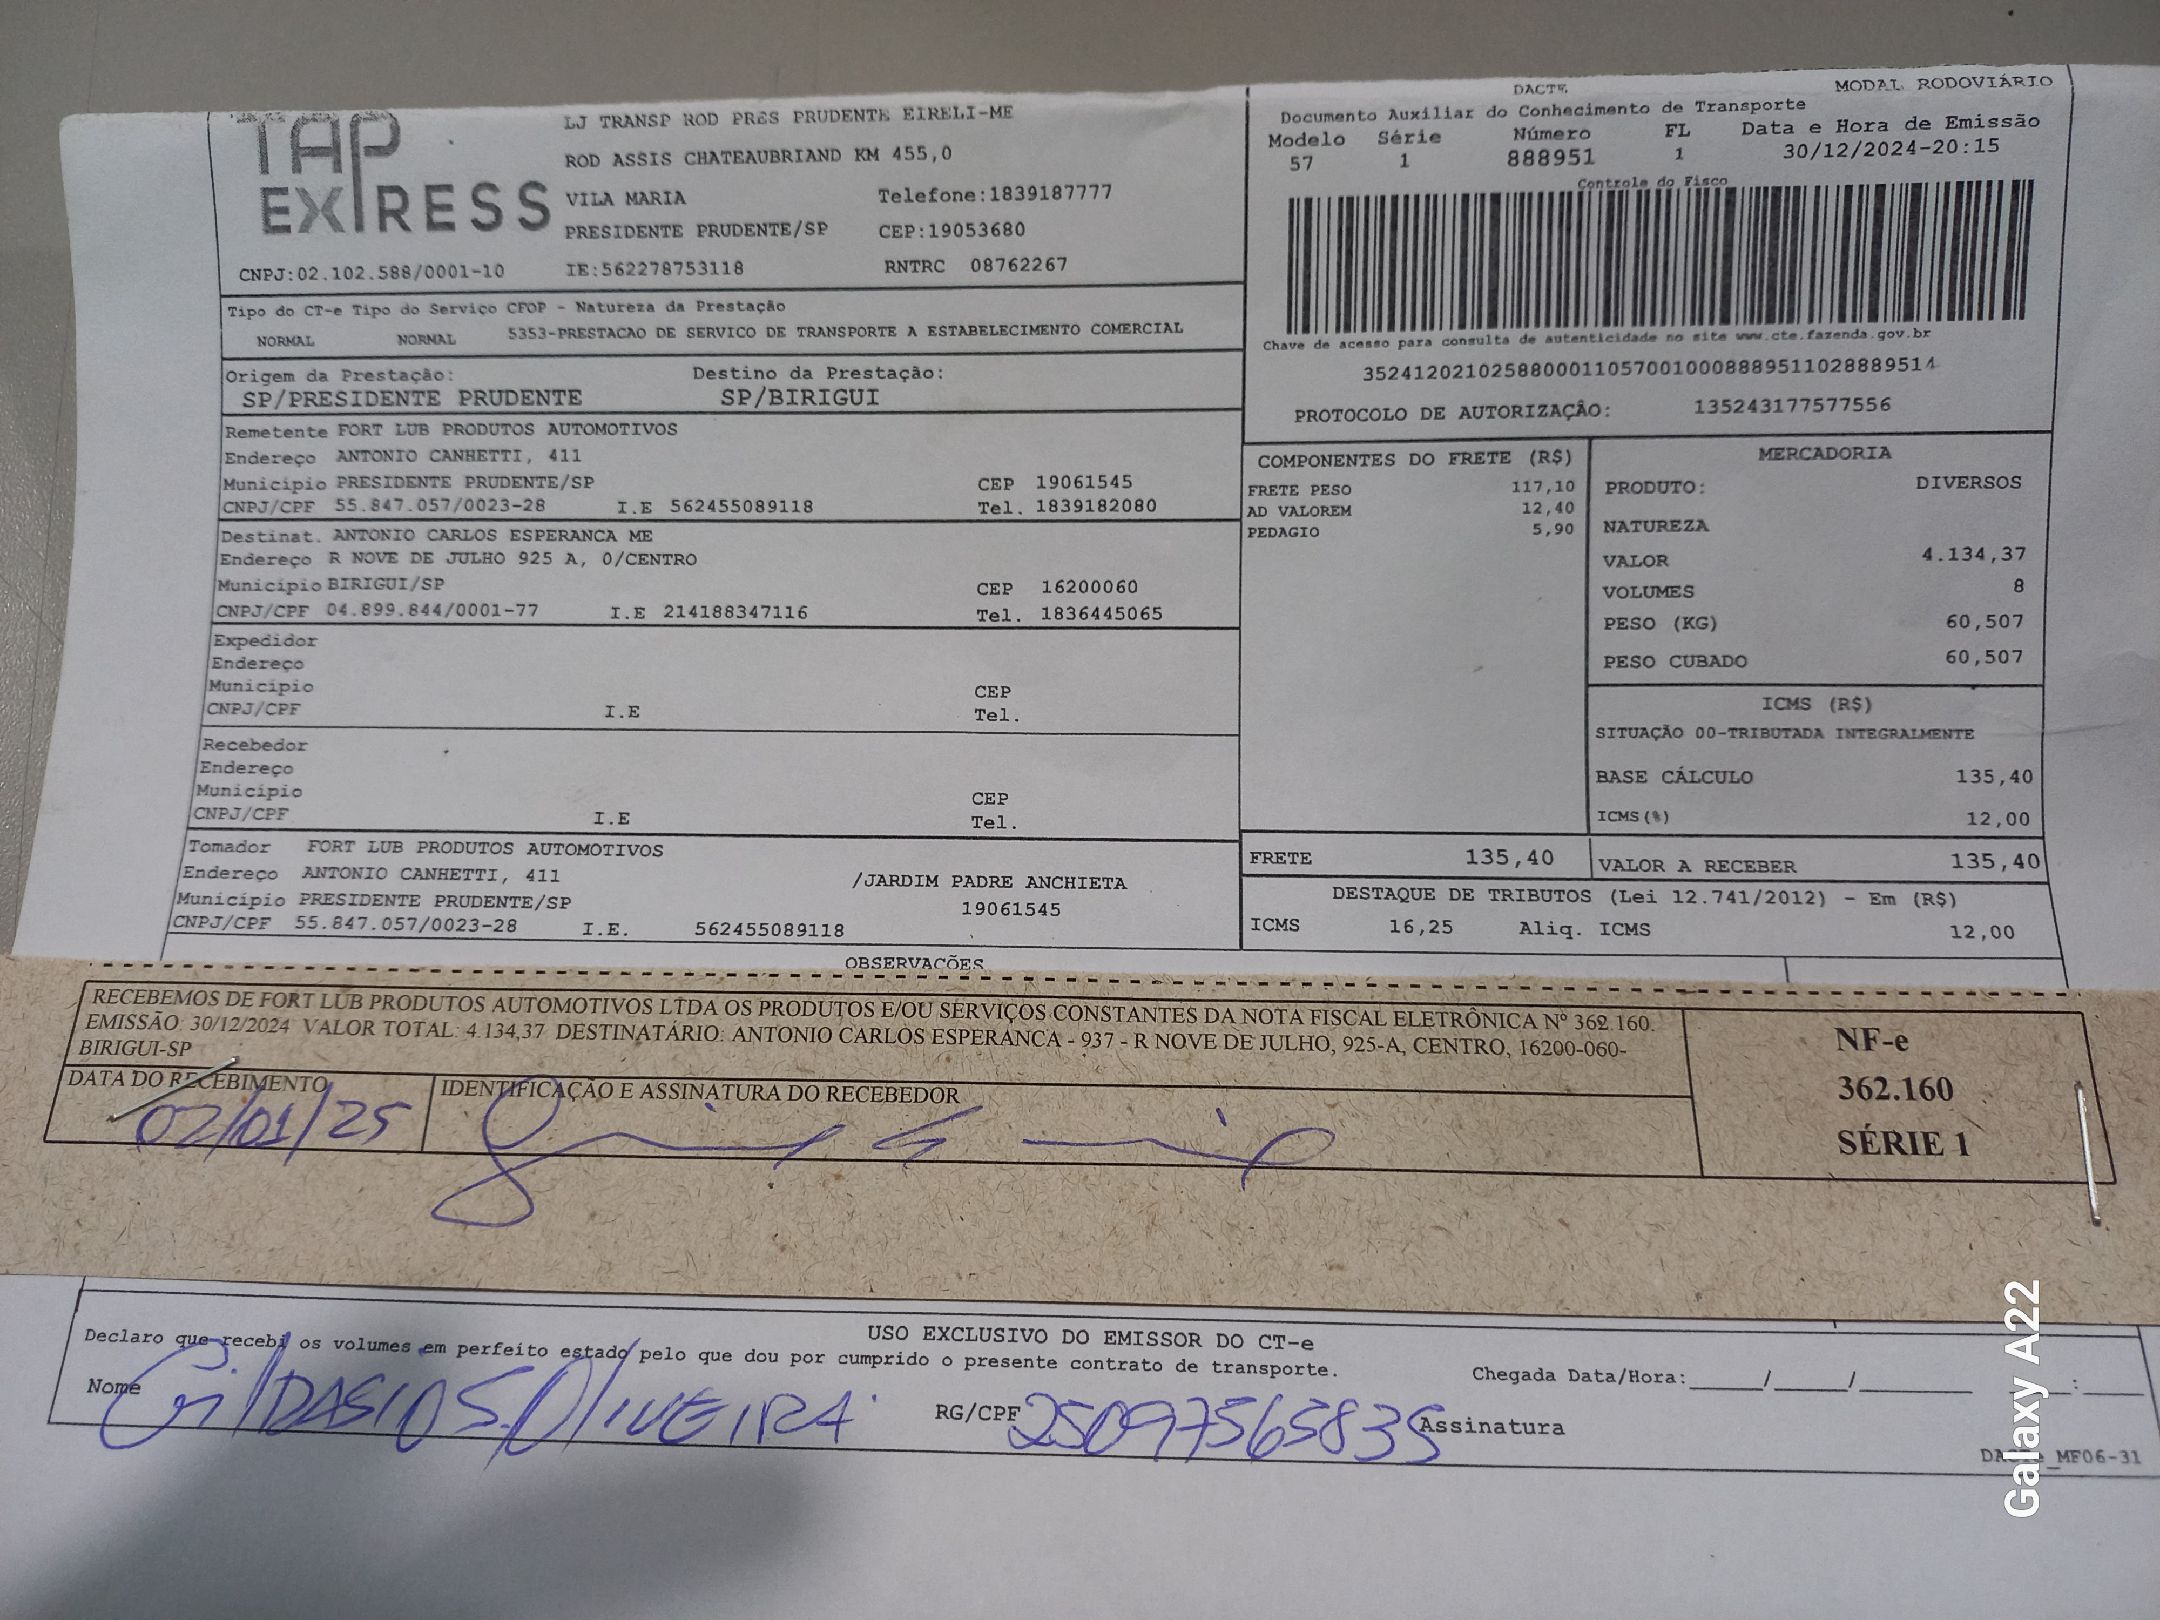 TAP
EXPRESS
LJ TRANSP ROD PRES PRUDENTE EIRELI-ME
ROD ASSIS CHATEAUBRIAND KM 455,0
VILA MARIA Telefone:1839187777
PRESIDENTE PRUDENTE/SP CEP:19053680
CNPJ:02.102.588/0001-10 IE:562278753118 RNTRC 08762267
Tipo do CT-e Tipo do Serviço CFOP - Natureza da Prestação
NORMAL NORMAL 5353-PRESTACAO DE SERVICO DE TRANSPORTE A ESTABELECIMENTO COMERCIAL
Origem da Prestação: Destino da Prestação:
SP/PRESIDENTE PRUDENTE SP/BIRIGUI
Remetente FORT LUB PRODUTOS AUTOMOTIVOS
Endereço ANTONIO CANHETTI, 411
Municipio PRESIDENTE PRUDENTE/SP CEP 19061545
CNPJ/CPF 55.847.057/0023-28 I.E 562455089118 Tel. 1839182080
Destinat. ANTONIO CARLOS ESPERANCA ME
Endereço R NOVE DE JULHO 925 A, 0/CENTRO
Município BIRIGUI/SP CEP 16200060
CNPJ/CPF 04.899.844/0001-77 I.E 214188347116 Tel. 1836445065
Expedidor
Endereço
Município CEP
CNPJ/CPF I.E Tel.
Recebedor
Endereço
Município CEP
CNPJ/CPF I.E Tel.
Tomador FORT LUB PRODUTOS AUTOMOTIVOS
Endereço ANTONIO CANHETTI, 411 /JARDIM PADRE ANCHIETA
Município PRESIDENTE PRUDENTE/SP 19061545
CNPJ/CPF 55.847.057/0023-28 I.E. 562455089118
OBSERVAÇÕES
DACTE MODAL RODOVIÁRIO
Documento Auxiliar do Conhecimento de Transporte
Modelo Série Número FL Data e Hora de Emissão
57 1 888951 1 30/12/2024-20:15
Controle do Fisco
Chave de acesso para consulta de autenticidade no site www.cte.fazenda.gov.br
35241202102588000110570010008889511028889514
PROTOCOLO DE AUTORIZAÇÂO: 135243177577556
COMPONENTES DO FRETE (R$)
FRETE PESO 117,10
AD VALOREM 12,40
PEDAGIO 5,90
MERCADORIA
PRODUTO: DIVERSOS
NATUREZA
VALOR 4.134,37
VOLUMES 8
PESO (KG) 60,507
PESO CUBADO 60,507
ICMS (R$)
SITUAÇÃO 00-TRIBUTADA INTEGRALMENTE
BASE CÁLCULO 135,40
ICMS(%) 12,00
FRETE 135,40 VALOR A RECEBER 135,40
DESTAQUE DE TRIBUTOS (Lei 12.741/2012) - Em (R$)
ICMS 16,25 Aliq. ICMS 12,00
RECEBEMOS DE FORT LUB PRODUTOS AUTOMOTIVOS LTDA OS PRODUTOS E/OU SERVIÇOS CONSTANTES DA NOTA FISCAL ELETRÔNICA Nº 362.160.
EMISSÃO: 30/12/2024 VALOR TOTAL: 4.134,37 DESTINATÁRIO: ANTONIO CARLOS ESPERANCA - 937 - R NOVE DE JULHO, 925-A, CENTRO, 16200-060-
BIRIGUI-SP
DATA DO RECEBIMENTO IDENTIFICAÇÃO E ASSINATURA DO RECEBEDOR
02/01/25
NF-e
362.160
SÉRIE 1
USO EXCLUSIVO DO EMISSOR DO CT-e
Declaro que recebi os volumes em perfeito estado pelo que dou por cumprido o presente contrato de transporte.
Chegada Data/Hora:_____/_____/________ :____
Nome GilDASIO S. OliVEIRA RG/CPF 25097565835 Assinatura
MF06-31
Galaxy A22